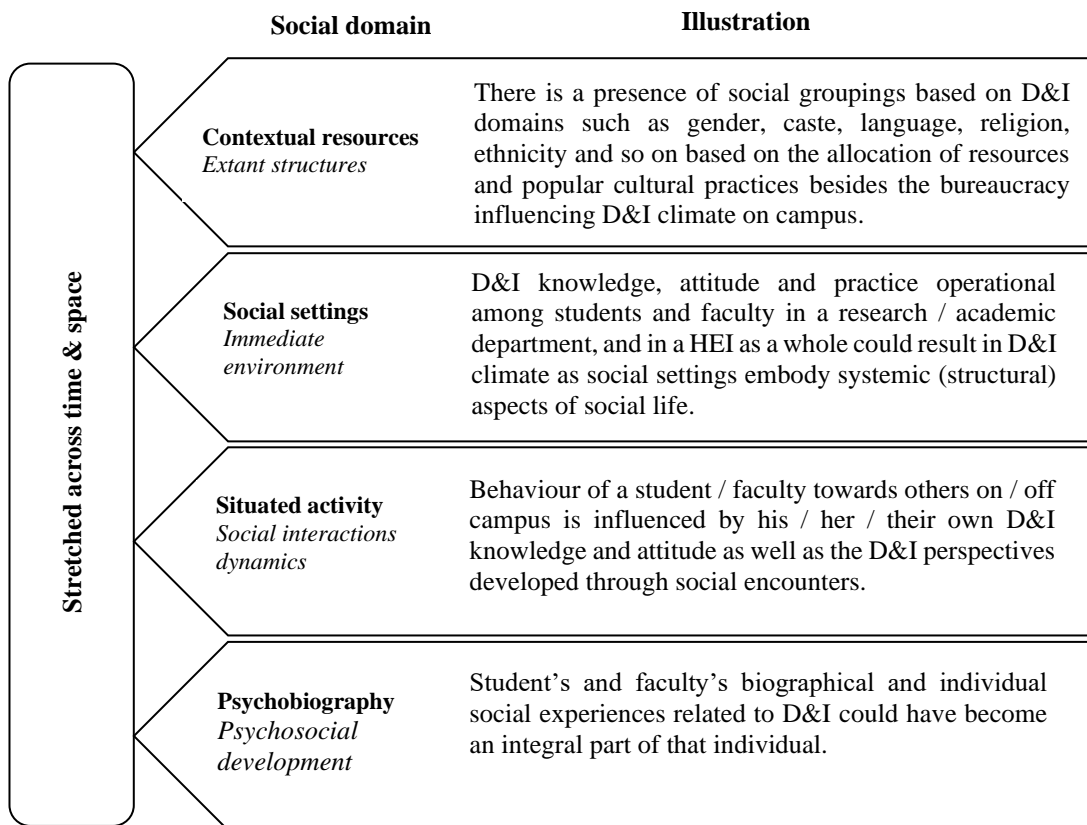 Social domain
Illustration
Stretched across time & space
Contextual resources
Extant structures
There is a presence of social groupings based on D&I
domains such as gender, caste, language, religion,
ethnicity and so on based on the allocation of resources
and popular cultural practices besides the bureaucracy
influencing D&I climate on campus.
Social settings
Immediate
environment
D&I knowledge, attitude and practice operational
among students and faculty in a research / academic
department, and in a HEI as a whole could result in D&I
climate as social settings embody systemic (structural)
aspects of social life.
Situated activity
Social interactions
dynamics
Behaviour of a student / faculty towards others on / off
campus is influenced by his / her / their own D&I
knowledge and attitude as well as the D&I perspectives
developed through social encounters.
Psychobiography
Psychosocial
development
Student’s and faculty’s biographical and individual
social experiences related to D&I could have become
an integral part of that individual.